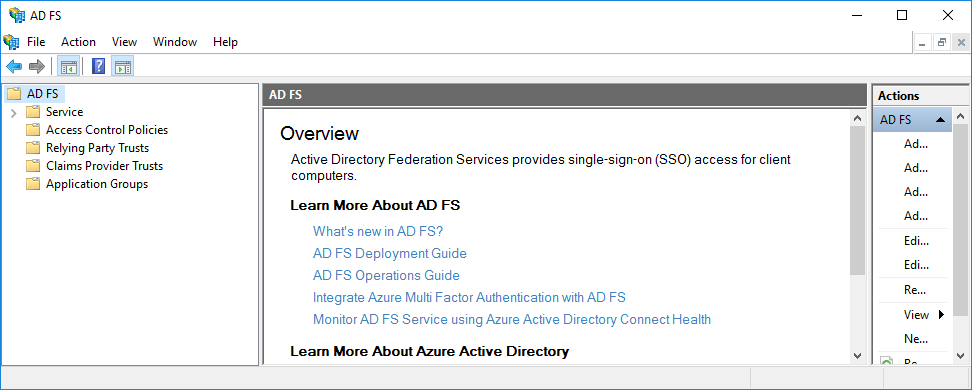 AD FS
File Action View Window Help
AD FS
Service
Access Control Policies
Relying Party Trusts
Claims Provider Trusts
Application Groups
AD FS
Overview
Active Directory Federation Services provides single-sign-on (SSO) access for client
computers.
Learn More About AD FS
What's new in AD FS?
AD FS Deployment Guide
AD FS Operations Guide
Integrate Azure Multi Factor Authentication with AD FS
Monitor AD FS Service using Azure Active Directory Connect Health
Learn More About Azure Active Directory
Actions
AD FS
Ad...
Ad...
Ad...
Ad...
Edi...
Edi...
Re...
View
Ne...